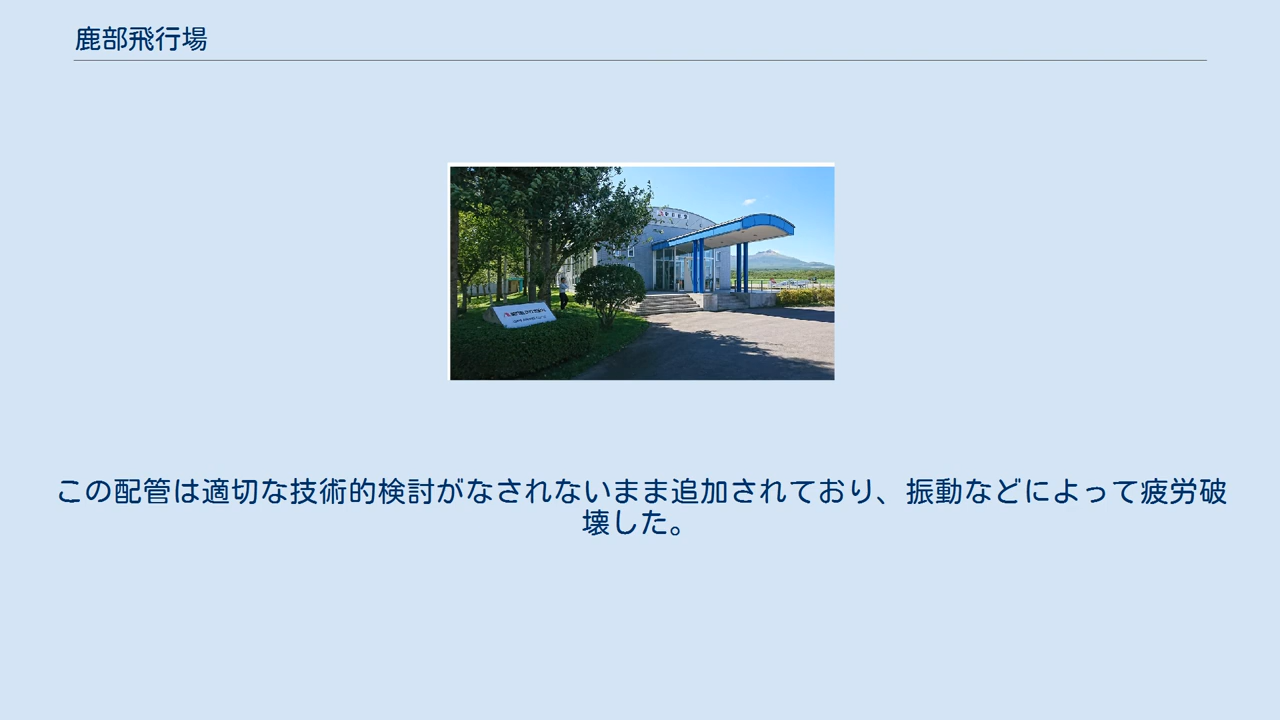 鹿部飛行場
この配管は適切な技術的検討がなされないまま追加されており、振動などによって疲労破
壊した。